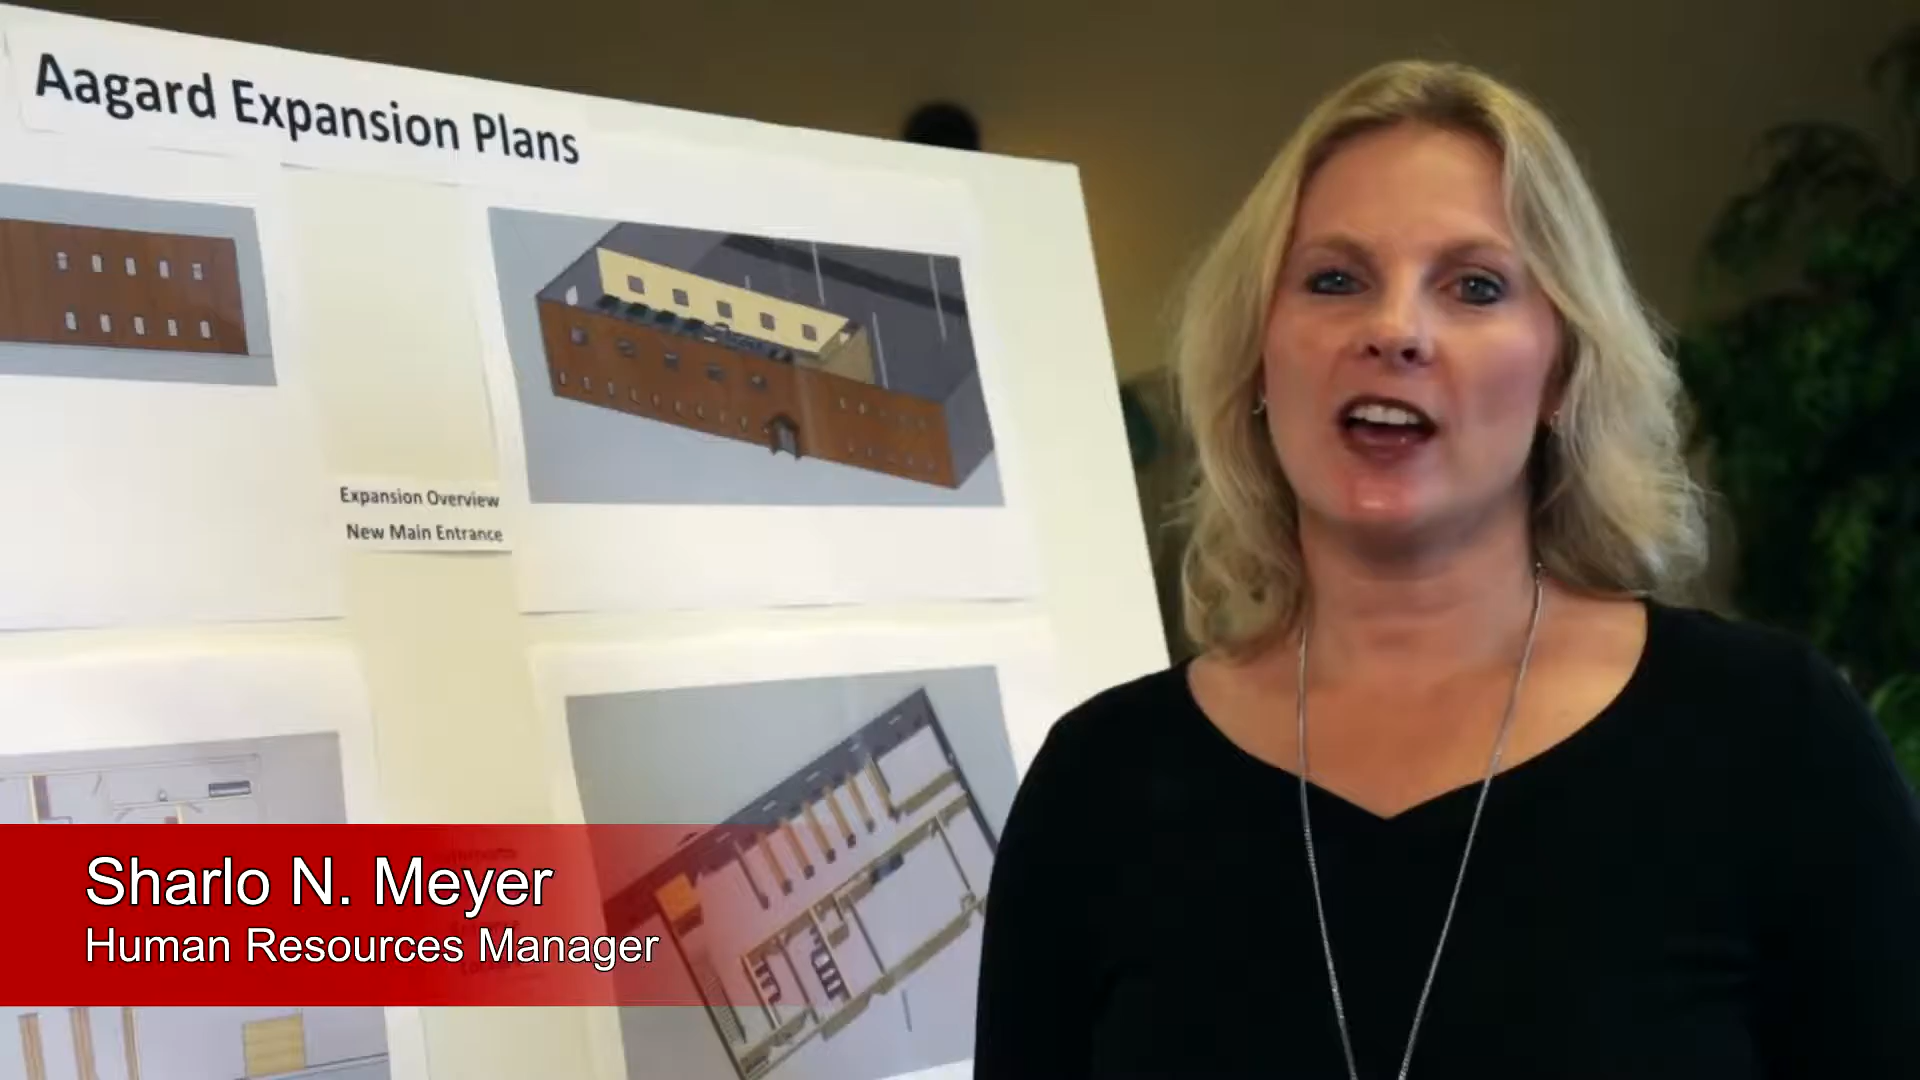 Aagard Expansion Plans
Expansion Overview
New Main Entrance
Sharlo N. Meyer
Human Resources Manager